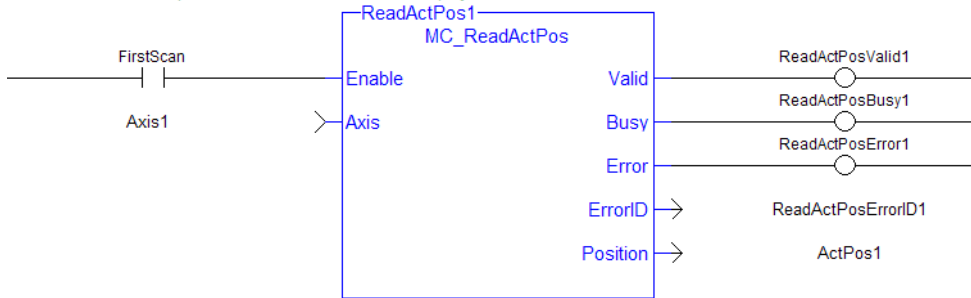 ReadActPos1
MC_ReadActPos
FirstScan
ReadActPosValid1
Enable
Valid
ReadActPosBusy1
Axis1
Axis
Busy
ReadActPosError1
Error
ErrorID
ReadActPosErrorID1
Position
ActPos1